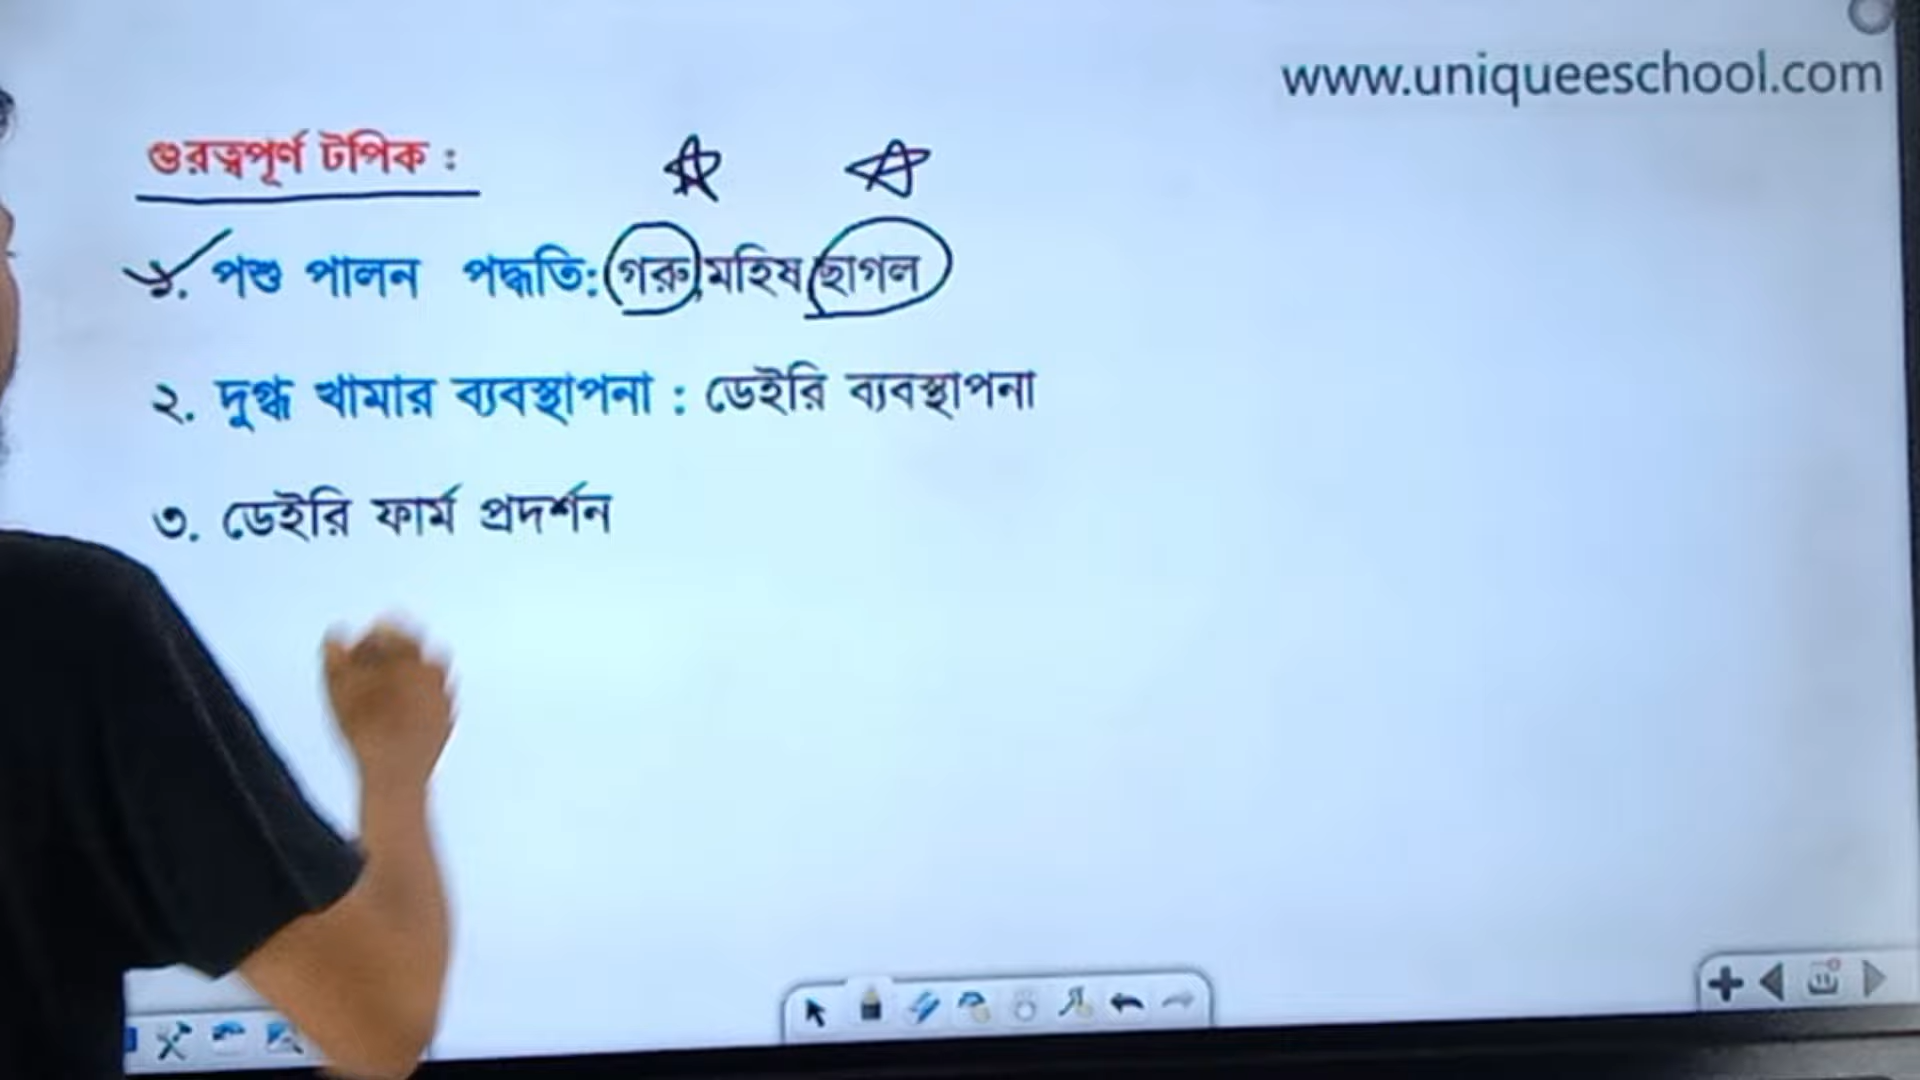 www.uniqueeschool.com
গুরত্বপূর্ণ টপিক :
১. পশু পালন পদ্ধতি: গরু,মহিষ,ছাগল
২. দুগ্ধ খামার ব্যবস্থাপনা : ডেইরি ব্যবস্থাপনা
৩. ডেইরি ফার্ম প্রদর্শন